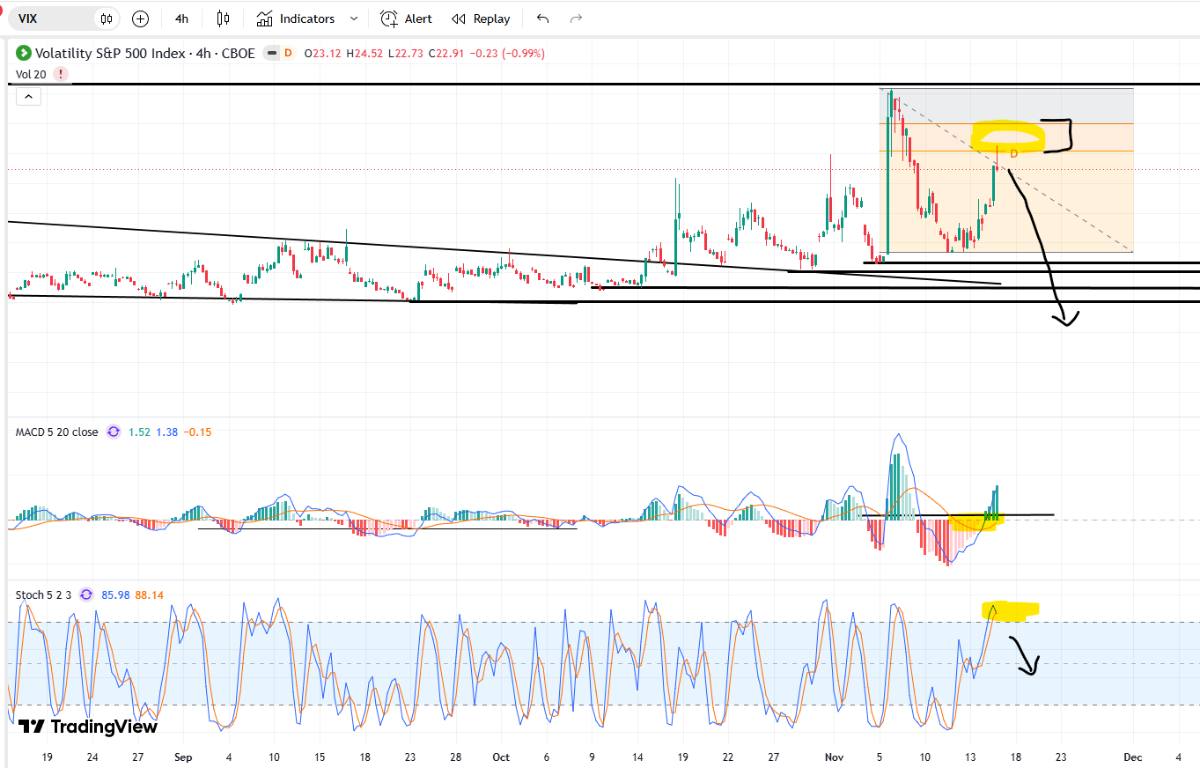 VIX 4h Indicators Alert Replay
Volatility S&P 500 Index · 4h · CBOE D O23.12 H24.52 L22.73 C22.91 −0.23 (−0.99%)
Vol 20 !
D
MACD 5 20 close 1.52 1.38 −0.15
Stoch 5 2 3 85.98 88.14
TradingView
19 24 27 Sep 4 10 15 18 23 28 Oct 6 9 14 19 22 27 Nov 5 10 13 18 23 Dec 4